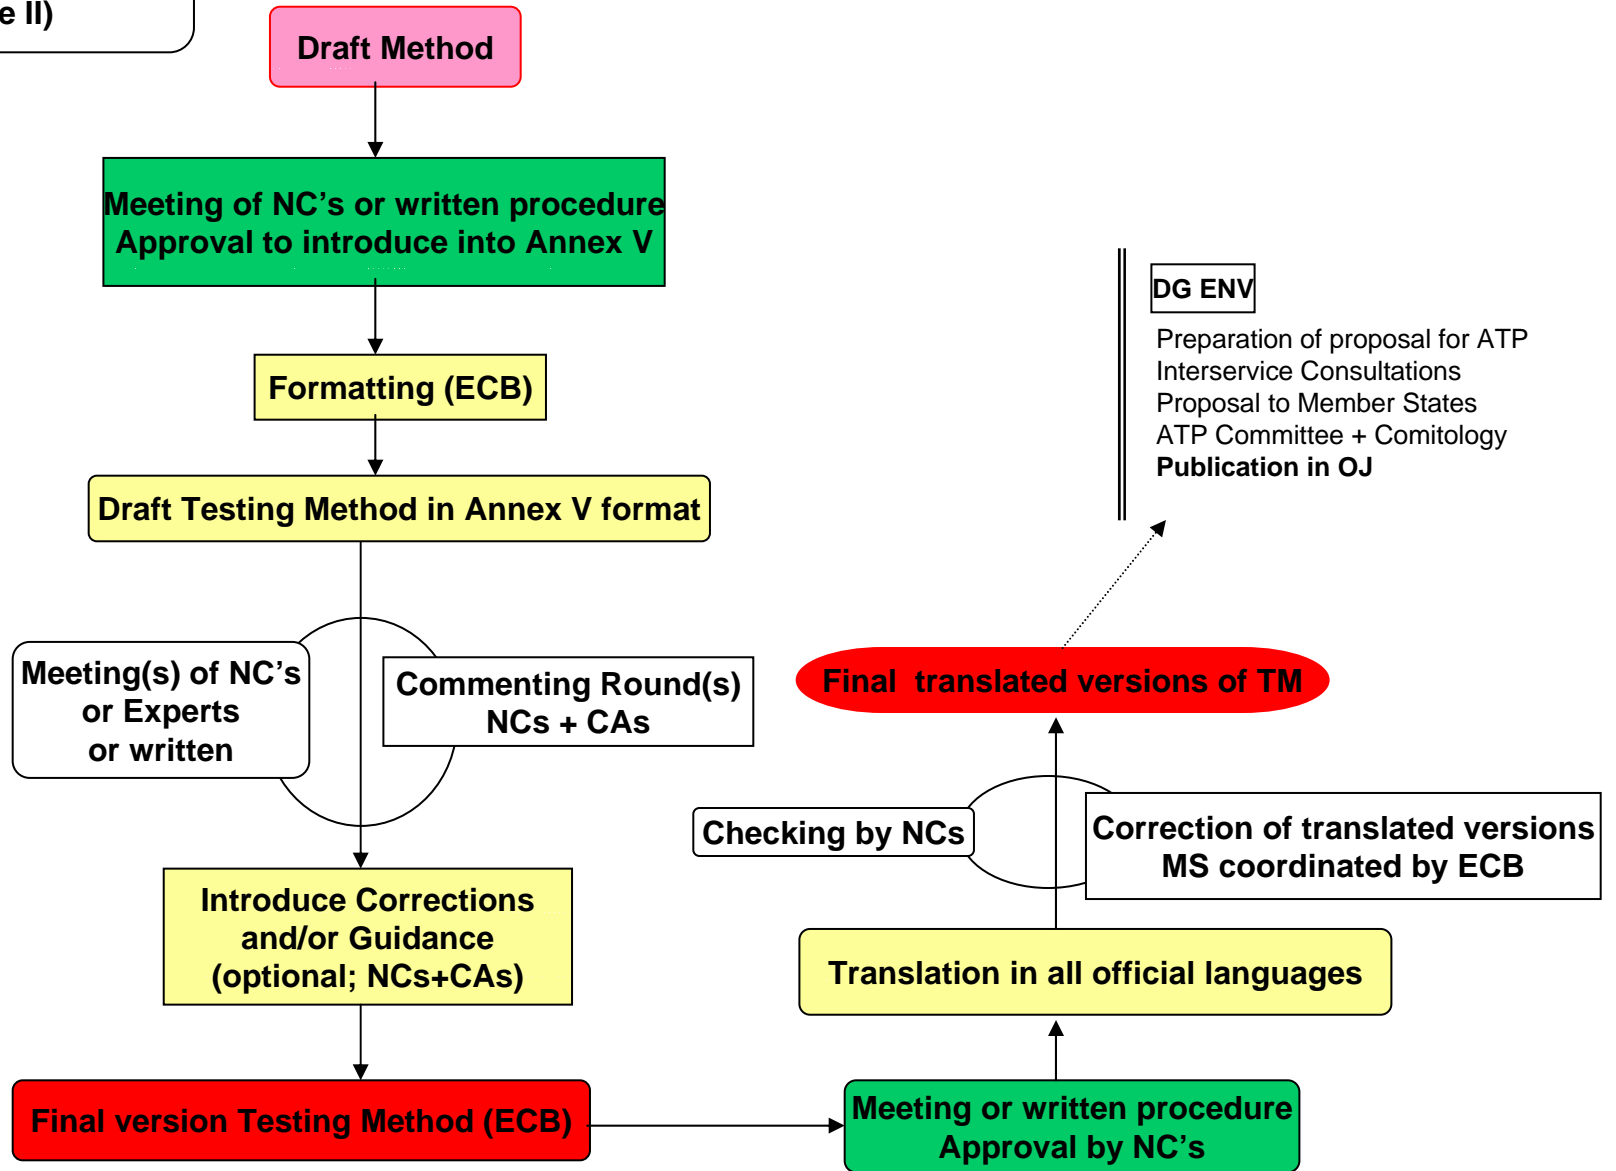 e II)
Draft Method
Meeting of NC's or written procedure
Approval to introduce into Annex V
Formatting (ECB)
Draft Testing Method in Annex V format
Meeting(s) of NC's
or Experts
or written
Commenting Round(s)
NCs + CAs
Introduce Corrections
and/or Guidance
(optional; NCs+CAs)
Final version Testing Method (ECB)
Meeting or written procedure
Approval by NC's
Translation in all official languages
Checking by NCs
Correction of translated versions
MS coordinated by ECB
Final translated versions of TM
DG ENV
Preparation of proposal for ATP
Interservice Consultations
Proposal to Member States
ATP Committee + Comitology
Publication in OJ